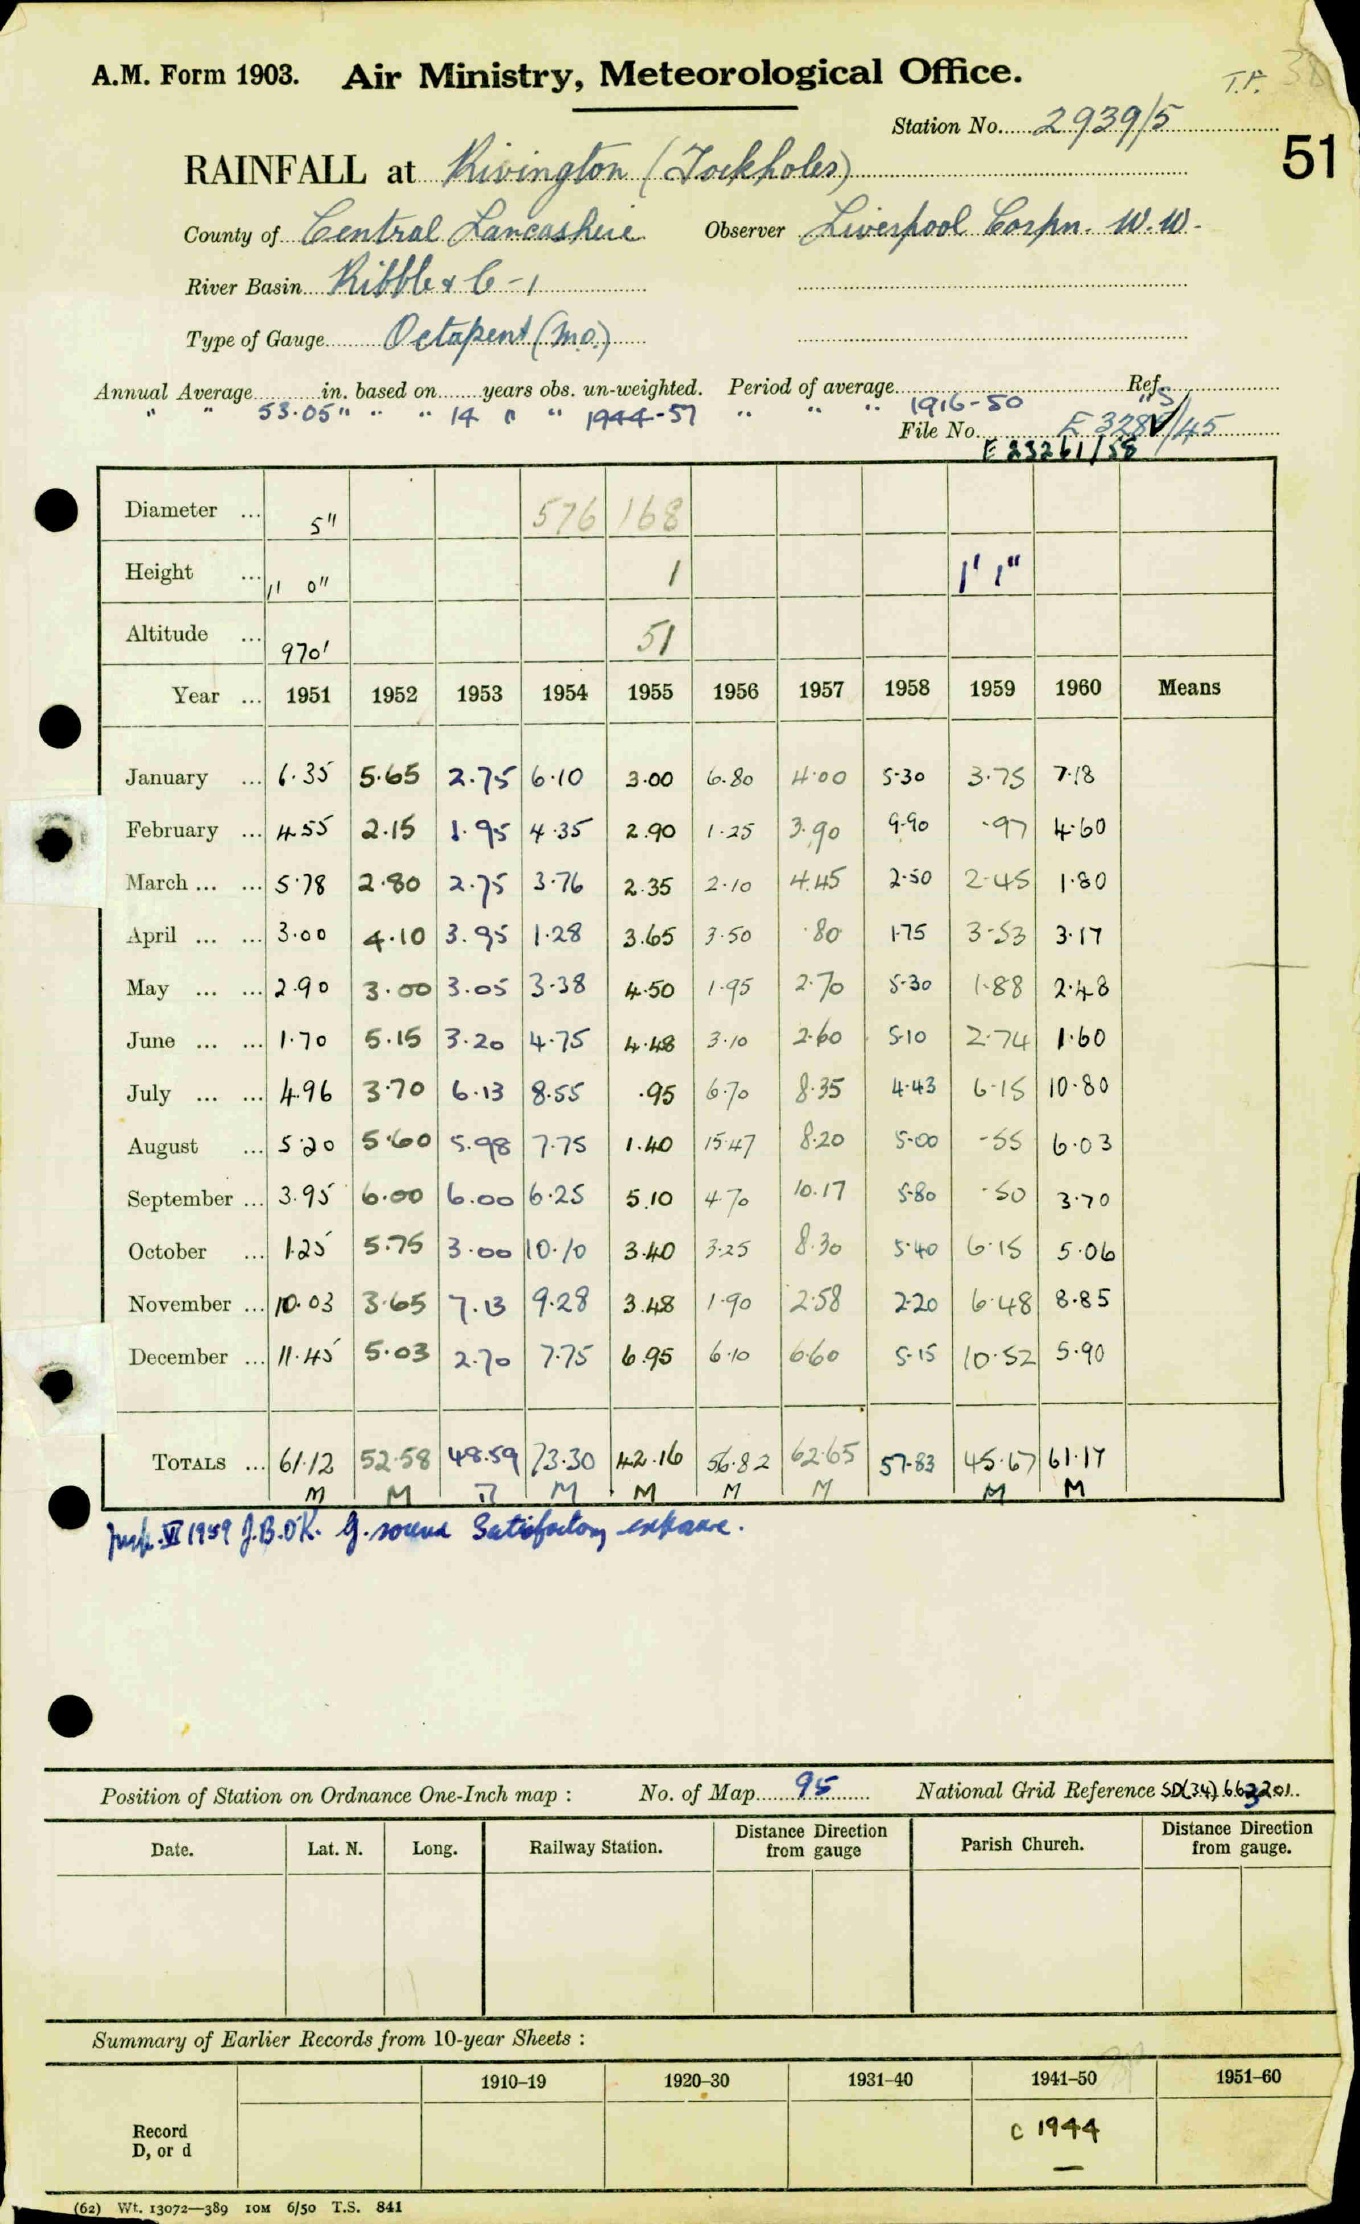 T.F. 38
A.M. Form 1903. Air Ministry, Meteorological Office.
Station No. 2939/5
51
RAINFALL at Rivington (Tockholes)
County of Central Lancashire Observer Liverpool Corpn. W.W.
River Basin Ribble & C-1
Type of Gauge Octapent (Mo.)
Annual Average in. based on years obs. un-weighted. Period of average Ref.
" " 53.05 " " " 14 " " 1944-57 " " " 1916-50 "
File No. E 328 /45
E 23261/58
Diameter ... 5" 576 168
Height ... 1' 0" 1 1' 1"
Altitude ... 970' 51
Year ... 1951 1952 1953 1954 1955 1956 1957 1958 1959 1960 Means
January ... 6.35 5.65 2.75 6.10 3.00 6.80 4.00 5.30 3.75 7.18
February ... 4.55 2.15 1.95 4.35 2.90 1.25 3.90 9.90 .97 4.60
March ... ... 5.78 2.80 2.75 3.76 2.35 2.10 4.45 2.50 2.45 1.80
April ... ... 3.00 4.10 3.95 1.28 3.65 3.50 .80 1.75 3.53 3.17
May ... ... 2.90 3.00 3.05 3.38 4.50 1.95 2.70 5.30 1.88 2.48
June ... ... 1.70 5.15 3.20 4.75 4.48 3.10 2.60 5.10 2.74 1.60
July ... ... 4.96 3.70 6.13 8.55 .95 6.70 8.35 4.43 6.15 10.80
August ... 5.20 5.60 5.98 7.75 1.40 15.47 8.20 5.00 .55 6.03
September ... 3.95 6.00 6.00 6.25 5.10 4.70 10.17 5.80 .50 3.70
October ... 1.25 5.75 3.00 10.10 3.40 3.25 8.30 5.40 6.15 5.06
November ... 10.03 3.65 7.13 9.28 3.48 1.90 2.58 2.20 6.48 8.85
December ... 11.45 5.03 2.70 7.75 6.95 6.10 6.60 5.15 10.52 5.90
TOTALS ... 61.12 52.58 48.59 73.30 42.16 56.82 62.65 57.83 45.67 61.17
M M M M M M M M
Insp. VI 1959 J.B.O'K. G. sound Satisfactory exposure.
Position of Station on Ordnance One-Inch map : No. of Map 95 National Grid Reference SD(34) 663201
Date. Lat. N. Long. Railway Station. Distance Direction from gauge Parish Church. Distance Direction from gauge.
Summary of Earlier Records from 10-year Sheets :
1910–19 1920–30 1931–40 1941–50 1951–60
Record
D, or d
C 1944
—
(62) Wt. 13072—389 10M 6/50 T.S. 841